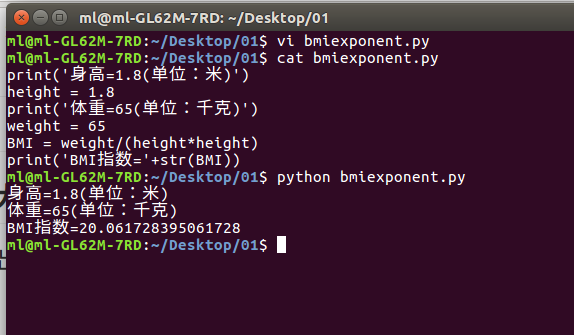 ml@ml-GL62M-7RD: ~/Desktop/01
ml@ml-GL62M-7RD:~/Desktop/01$ vi bmiexponent.py
ml@ml-GL62M-7RD:~/Desktop/01$ cat bmiexponent.py
print('身高=1.8(单位：米)')
height = 1.8
print('体重=65(单位：千克)')
weight = 65
BMI = weight/(height*height)
print('BMI指数='+str(BMI))
ml@ml-GL62M-7RD:~/Desktop/01$ python bmiexponent.py
身高=1.8(单位：米)
体重=65(单位：千克)
BMI指数=20.061728395061728
ml@ml-GL62M-7RD:~/Desktop/01$